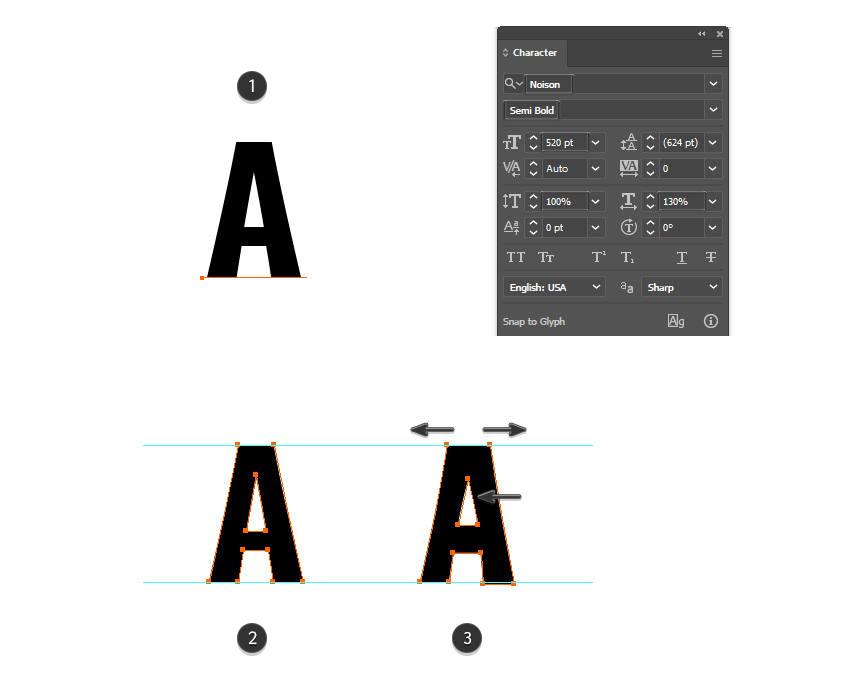 1
A
Character
Noison
Semi Bold
520 pt (624 pt)
Auto 0
100% 130%
0 pt 0°
English: USA Sharp
Snap to Glyph
A A
2 3